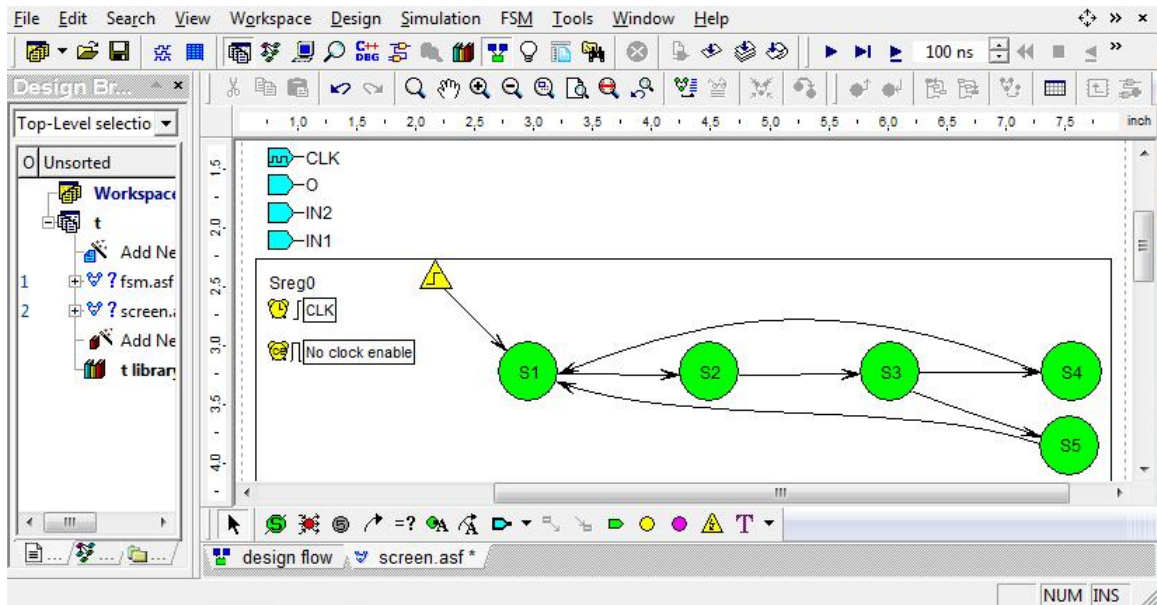 File Edit Search View Workspace Design Simulation FSM Tools Window Help
C++ DBG 100 ns
Design Br...
Top-Level selectio
1,0 1,5 2,0 2,5 3,0 3,5 4,0 4,5 5,0 5,5 6,0 6,5 7,0 7,5 inch
O Unsorted
Workspace
t
Add Ne
1 ? fsm.asf
2 ? screen.a
Add Ne
t library
1,5
2,0
2,5
3,0
3,5
4,0
CLK
O
IN2
IN1
Sreg0
CLK
CE No clock enable
S1 S2 S3 S4
S5
S S =? A A T
design flow screen.asf *
NUM INS